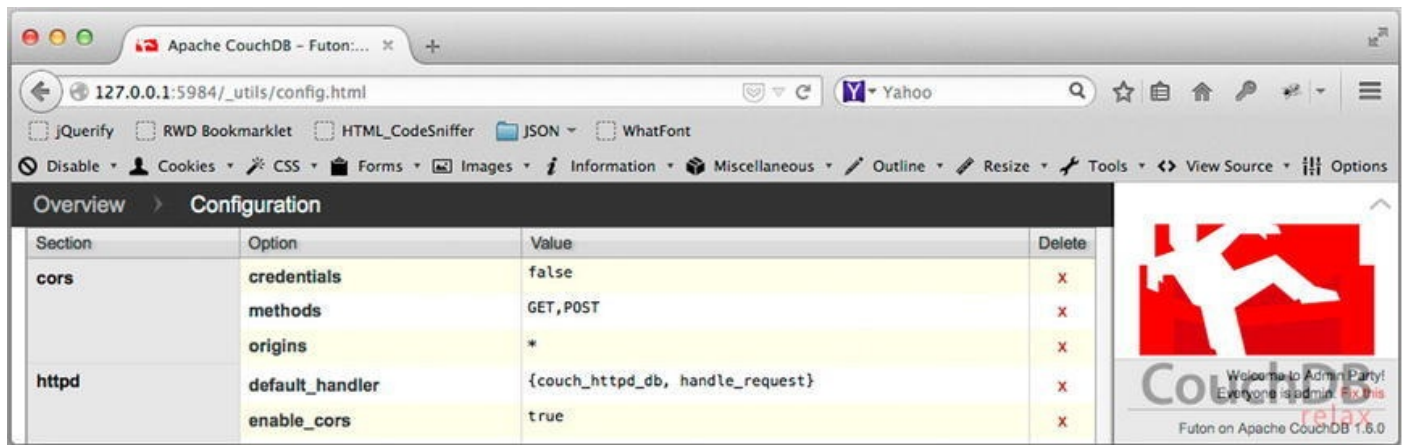 Apache CouchDB - Futon:...
127.0.0.1:5984/_utils/config.html
Yahoo
jQuerify RWD Bookmarklet HTML_CodeSniffer JSON WhatFont
Disable Cookies CSS Forms Images Information Miscellaneous Outline Resize Tools View Source Options
Overview Configuration
Section Option Value Delete
cors credentials false x
methods GET,POST x
origins * x
httpd default_handler {couch_httpd_db, handle_request} x
enable_cors true x
CouchDB
relax
Welcome to Admin Party!
Everyone is admin. Fix this
Futon on Apache CouchDB 1.6.0